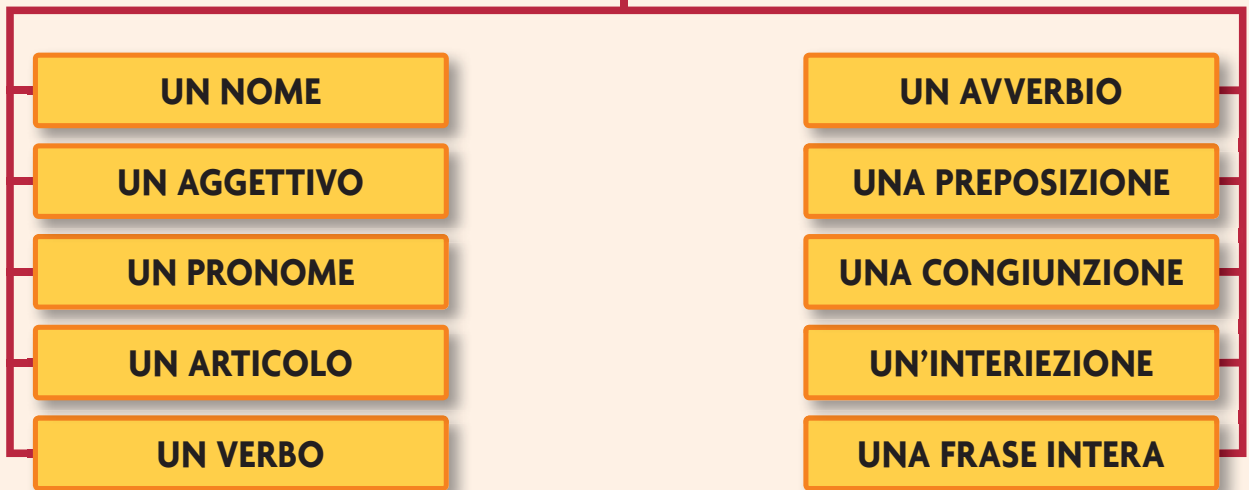 UN NOME
UN AGGETTIVO
UN PRONOME
UN ARTICOLO
UN VERBO
UN AVVERBIO
UNA PREPOSIZIONE
UNA CONGIUNZIONE
UN’INTERIEZIONE
UNA FRASE INTERA